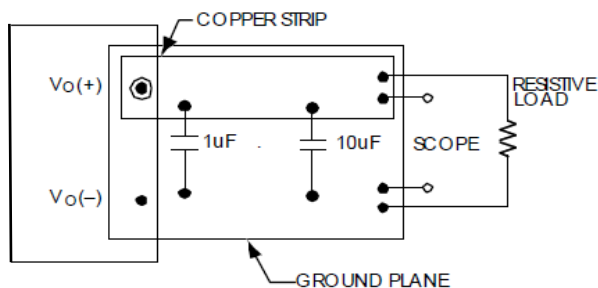 COPPER STRIP
VO(+)
RESISTIVE
LOAD
1uF
10uF
SCOPE
VO(–)
GROUND PLANE